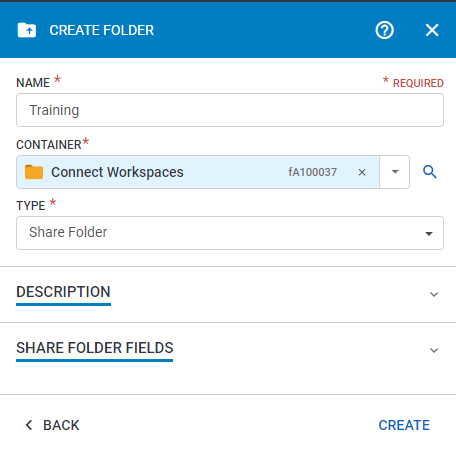 CREATE FOLDER
NAME *
* REQUIRED
Training
CONTAINER*
Connect Workspaces fA100037 ×
TYPE *
Share Folder
DESCRIPTION
SHARE FOLDER FIELDS
BACK
CREATE